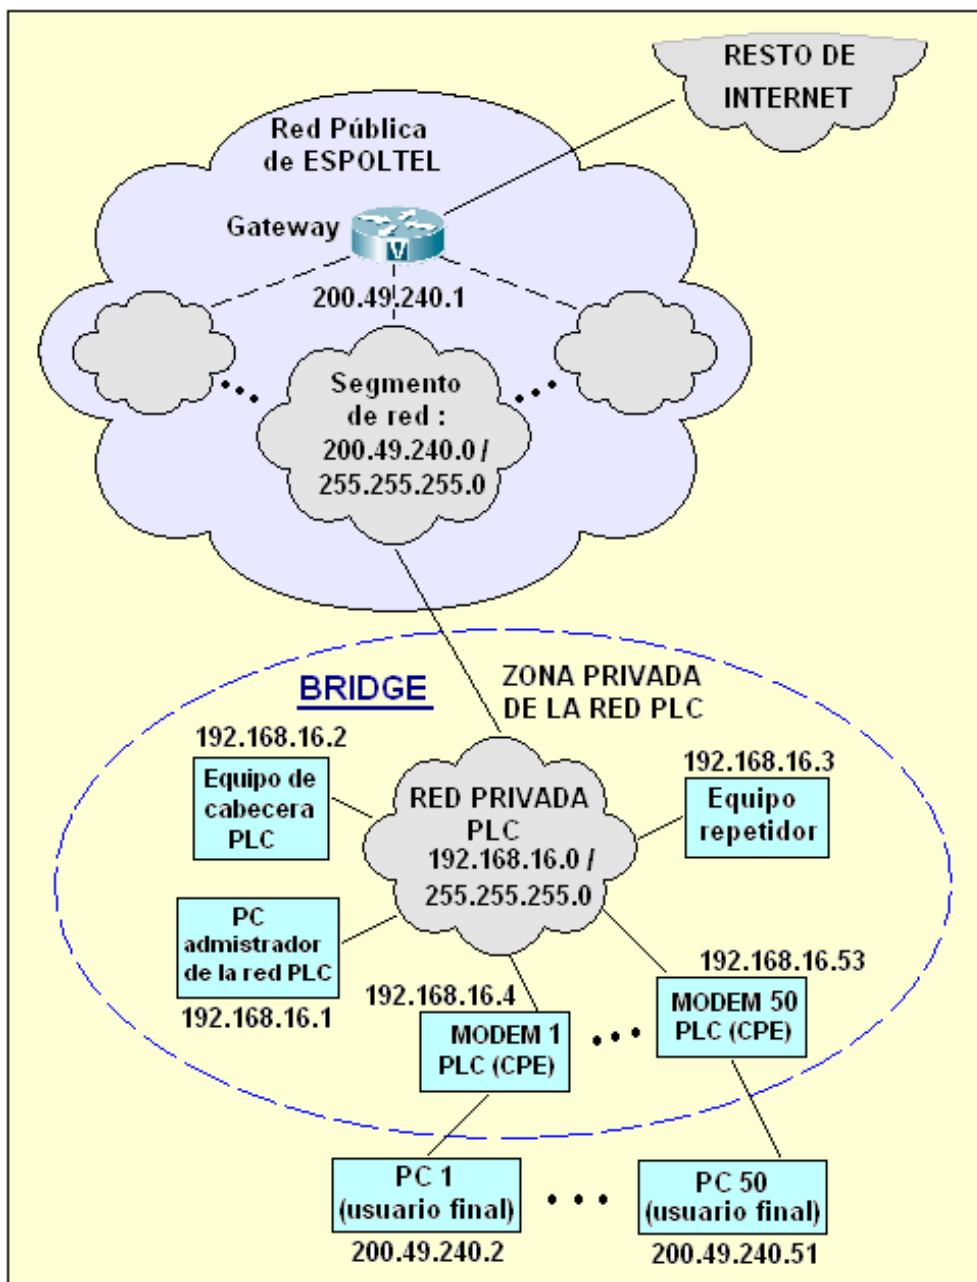 RESTO DE
INTERNET
Red Pública
de ESPOLTEL
Gateway
V
200.49.240.1
Segmento
de red :
200.49.240.0 /
255.255.255.0
BRIDGE
ZONA PRIVADA
DE LA RED PLC
192.168.16.2
Equipo de
cabecera
PLC
RED PRIVADA
PLC
192.168.16.0 /
255.255.255.0
192.168.16.3
Equipo
repetidor
PC
admistrador
de la red PLC
192.168.16.1
192.168.16.4
MODEM 1
PLC (CPE)
192.168.16.53
MODEM 50
PLC (CPE)
PC 1
(usuario final)
200.49.240.2
PC 50
(usuario final)
200.49.240.51